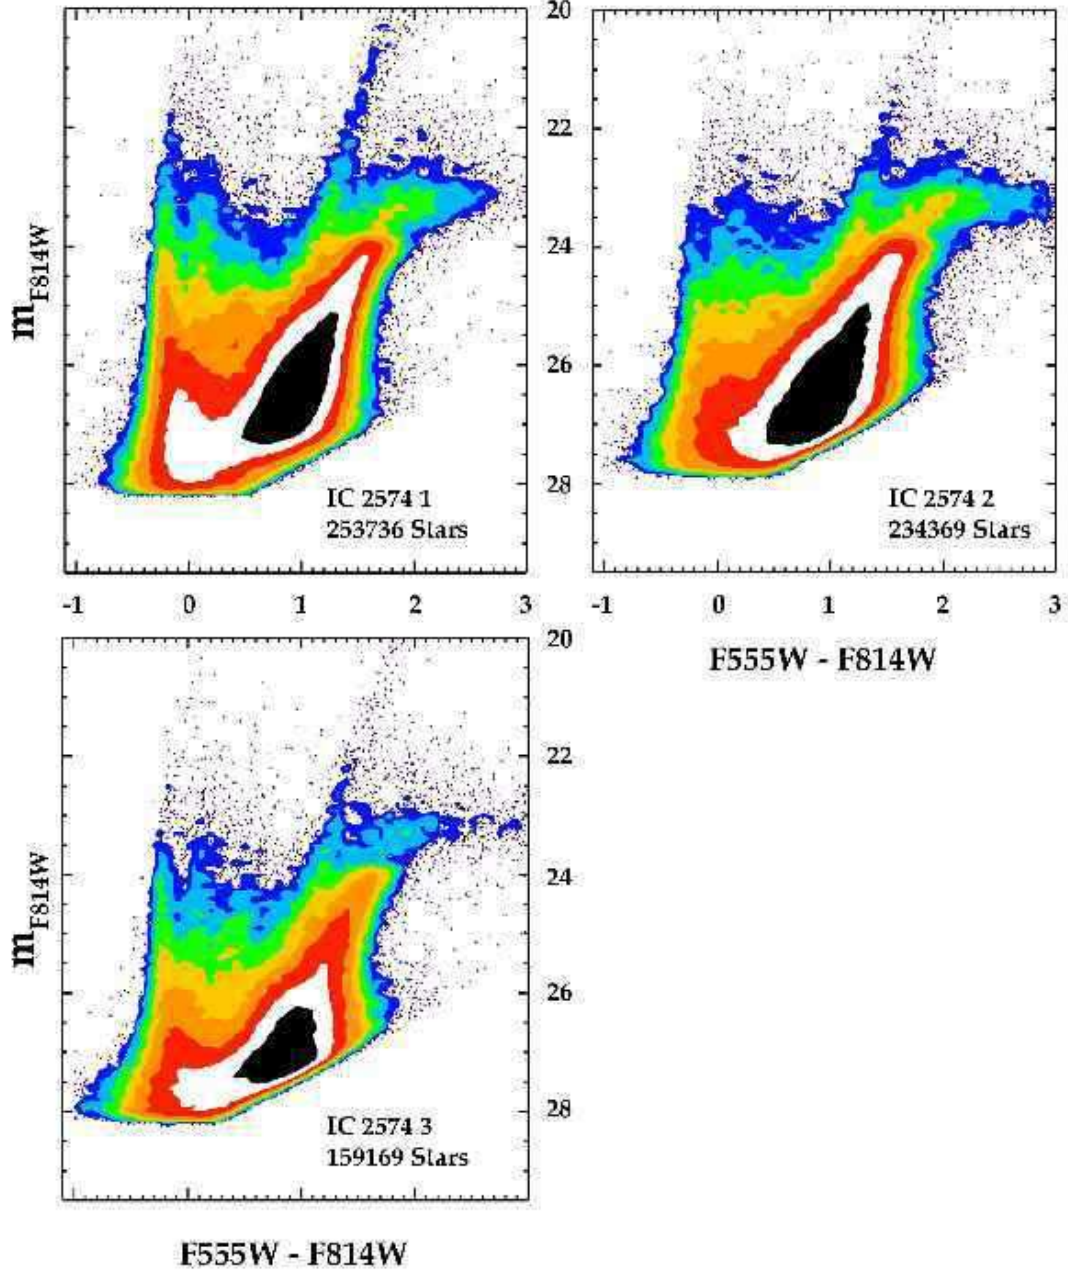 20
22
24
26
28
m_F814W
IC 2574 1
253736 Stars
IC 2574 2
234369 Stars
-1 0 1 2 3
-1 0 1 2 3
F555W - F814W
20
22
24
26
28
m_F814W
IC 2574 3
159169 Stars
F555W - F814W